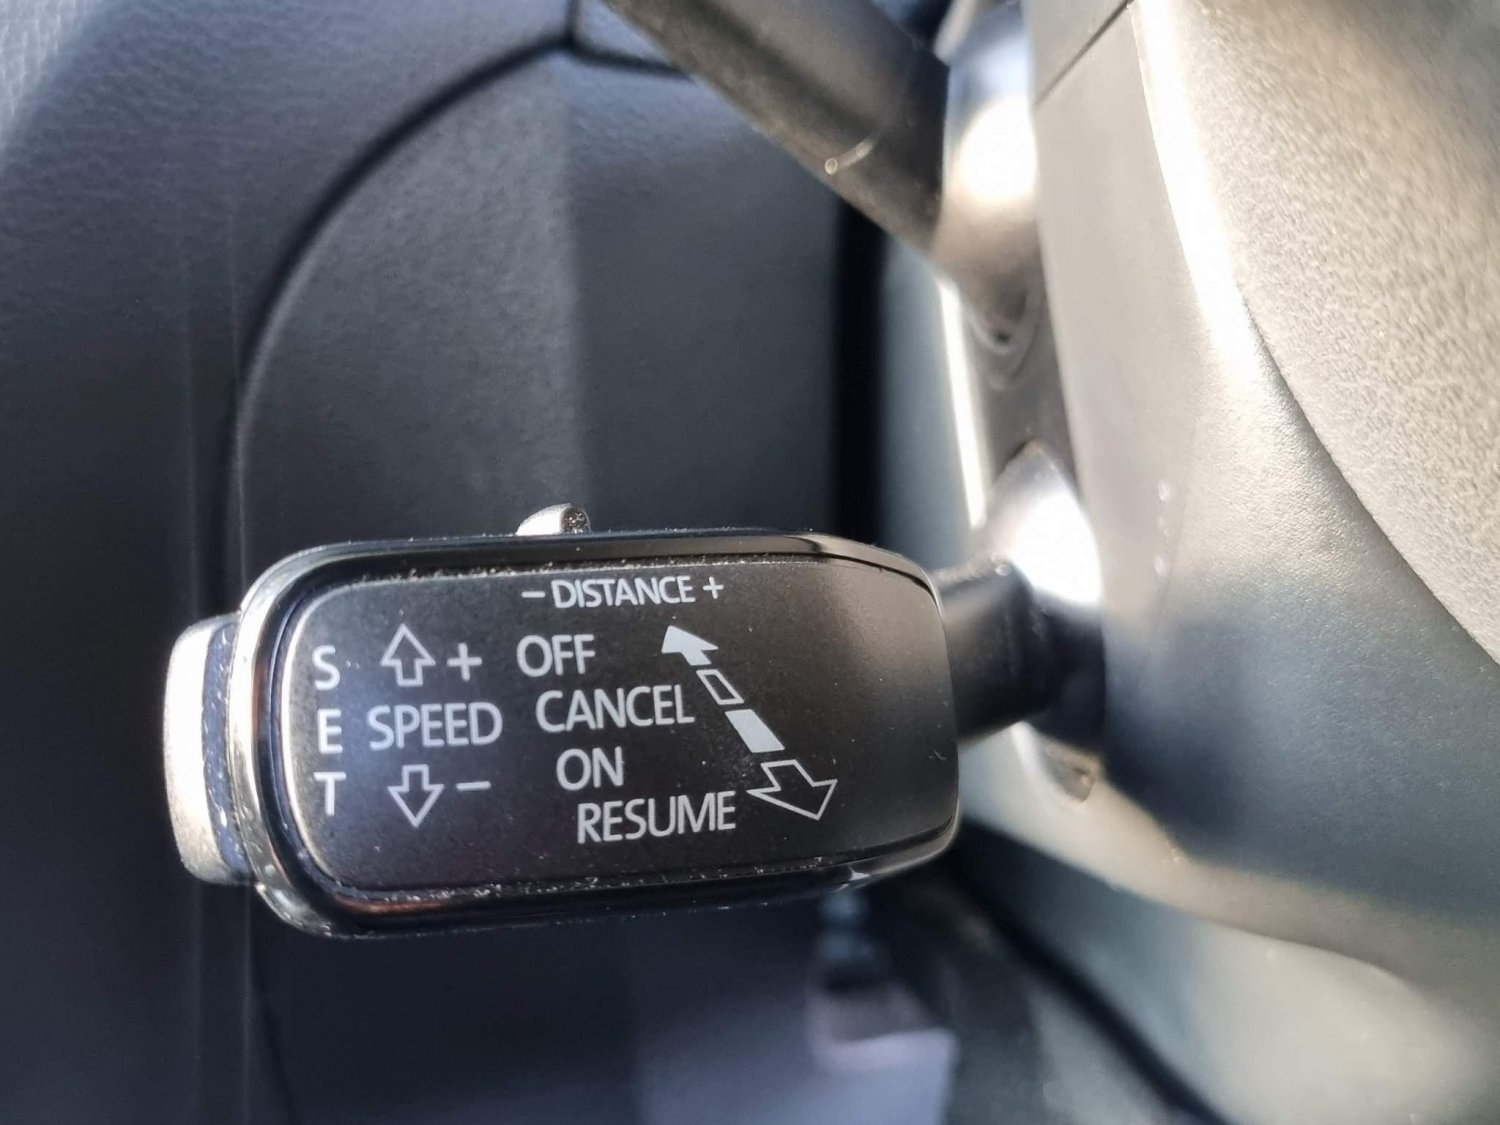 − DISTANCE +
S
E
T
+
SPEED
−
OFF
CANCEL
ON
RESUME